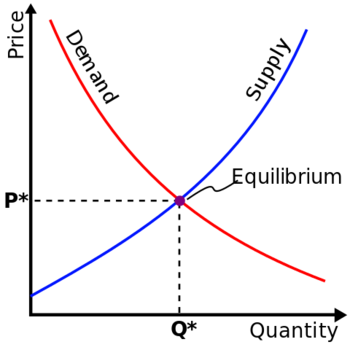 Price
Demand
Supply
Equilibrium
P*
Q*
Quantity